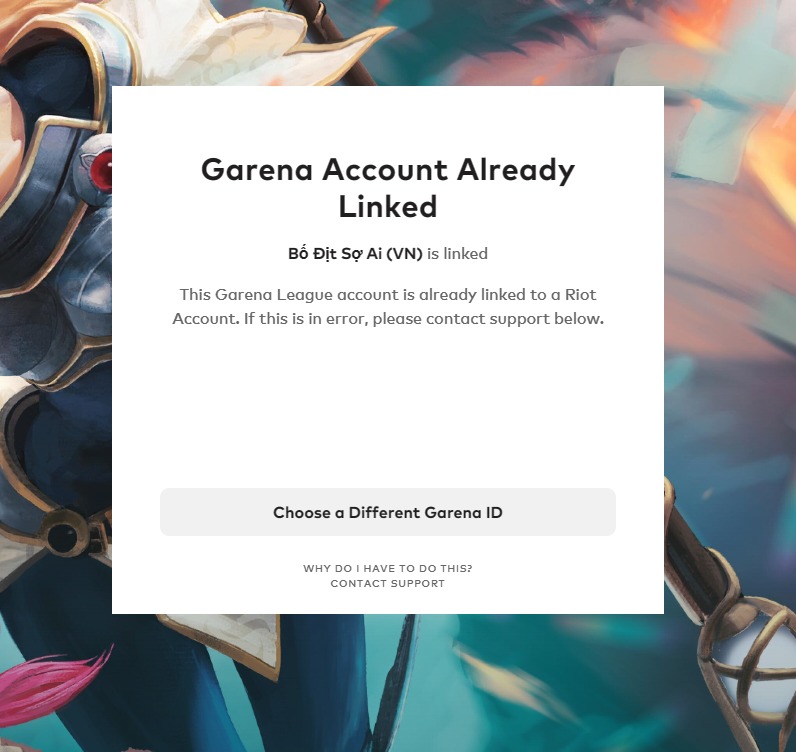 Garena Account Already
Linked
Bố Địt Sợ Ai (VN) is linked
This Garena League account is already linked to a Riot
Account. If this is in error, please contact support below.
Choose a Different Garena ID
WHY DO I HAVE TO DO THIS?
CONTACT SUPPORT